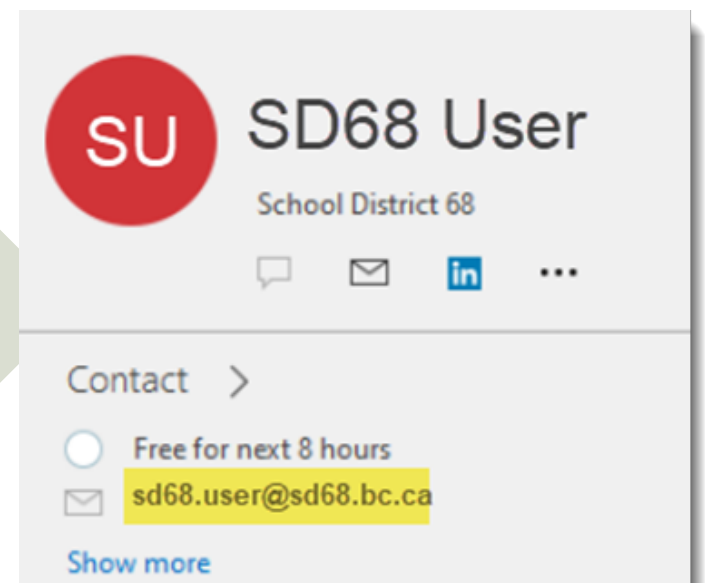 SU
SD68 User
School District 68
in
•••
Contact >
Free for next 8 hours
sd68.user@sd68.bc.ca
Show more